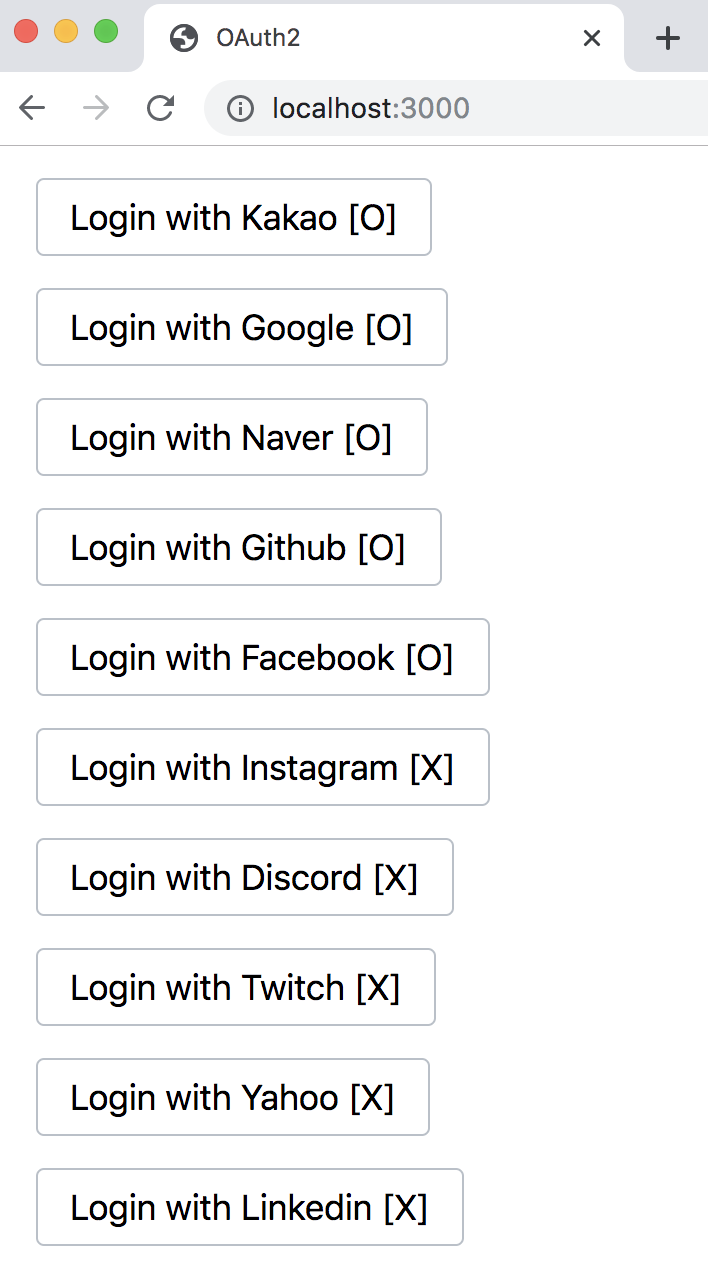 OAuth2
localhost:3000
Login with Kakao [O]
Login with Google [O]
Login with Naver [O]
Login with Github [O]
Login with Facebook [O]
Login with Instagram [X]
Login with Discord [X]
Login with Twitch [X]
Login with Yahoo [X]
Login with Linkedin [X]